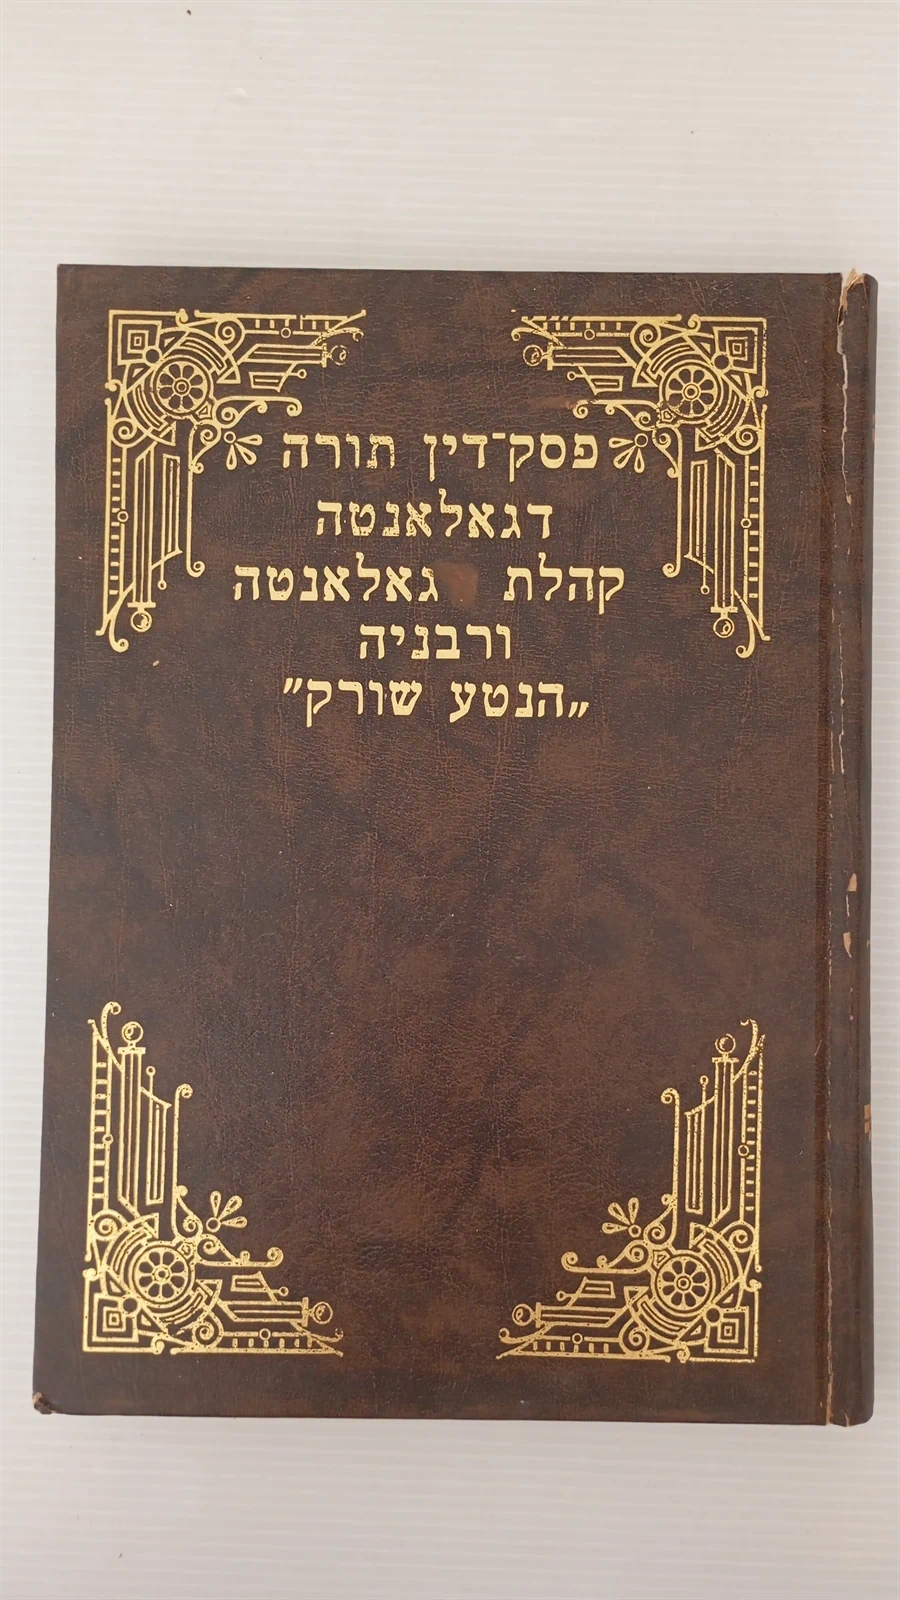 פסק־דין תורה
דגאלאנטה
קהלת גאלאנטה
ורבניה
„הנטע שורק”